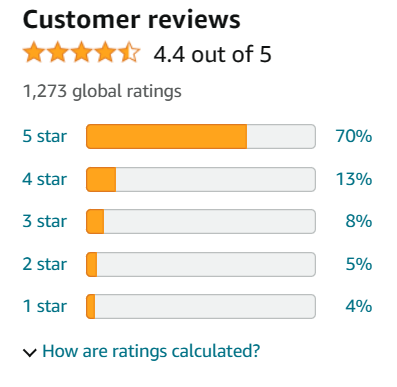 Customer reviews
4.4 out of 5
1,273 global ratings
5 star 70%
4 star 13%
3 star 8%
2 star 5%
1 star 4%
How are ratings calculated?